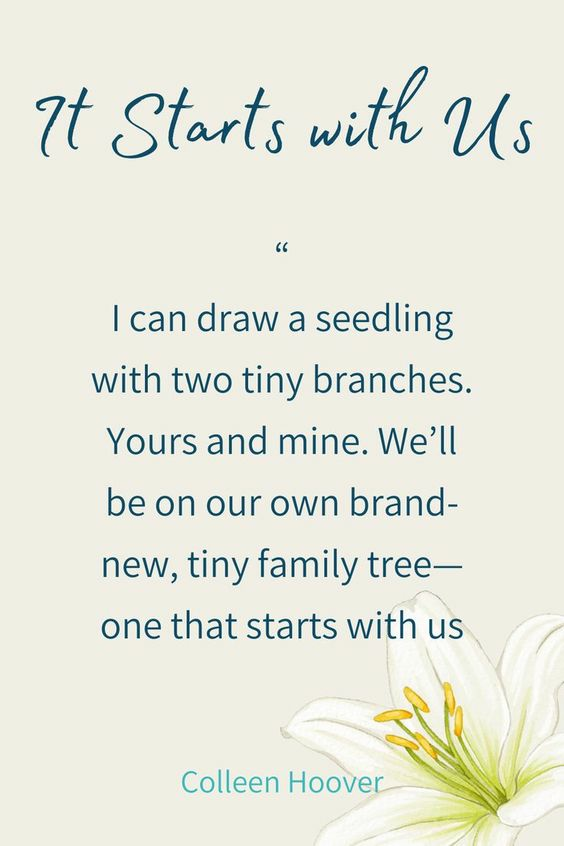 It Starts with Us
“
I can draw a seedling
with two tiny branches.
Yours and mine. We’ll
be on our own brand-
new, tiny family tree—
one that starts with us
Colleen Hoover